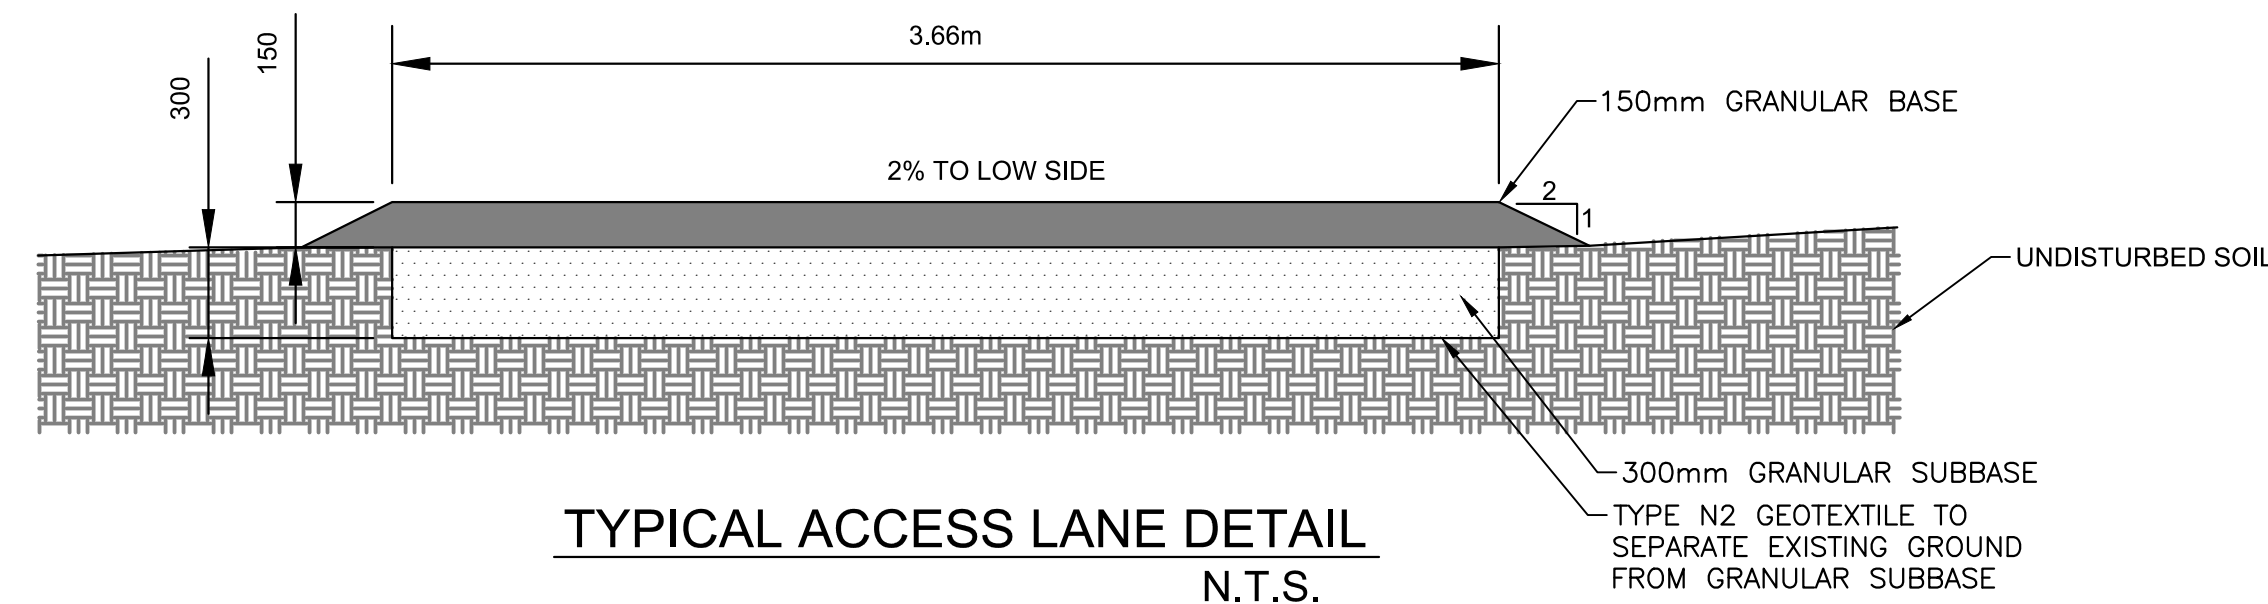 3.66m
150
300
150mm GRANULAR BASE
2% TO LOW SIDE
2
1
UNDISTURBED SOIL
300mm GRANULAR SUBBASE
TYPE N2 GEOTEXTILE TO
SEPARATE EXISTING GROUND
FROM GRANULAR SUBBASE
TYPICAL ACCESS LANE DETAIL
N.T.S.